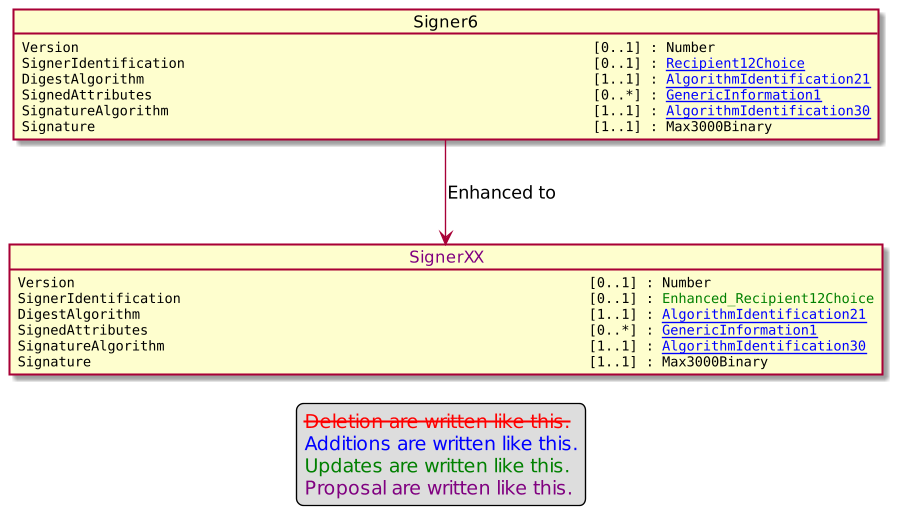 Signer6
Version [0..1] : Number
SignerIdentification [0..1] : Recipient12Choice
DigestAlgorithm [1..1] : AlgorithmIdentification21
SignedAttributes [0..*] : GenericInformation1
SignatureAlgorithm [1..1] : AlgorithmIdentification30
Signature [1..1] : Max3000Binary
Enhanced to
SignerXX
Version [0..1] : Number
SignerIdentification [0..1] : Enhanced_Recipient12Choice
DigestAlgorithm [1..1] : AlgorithmIdentification21
SignedAttributes [0..*] : GenericInformation1
SignatureAlgorithm [1..1] : AlgorithmIdentification30
Signature [1..1] : Max3000Binary
Deletion are written like this.
Additions are written like this.
Updates are written like this.
Proposal are written like this.